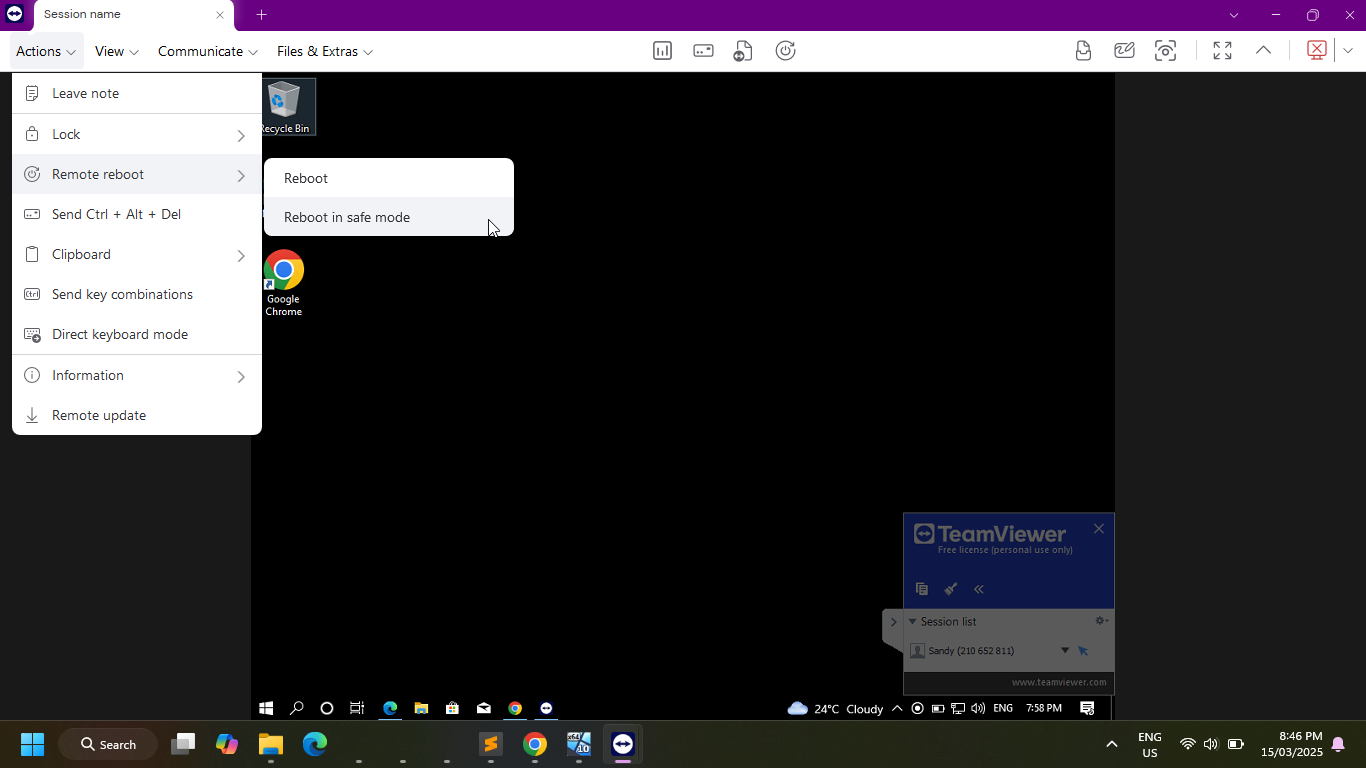 Session name
Actions
View
Communicate
Files & Extras
Leave note
Lock
Remote reboot
Send Ctrl + Alt + Del
Clipboard
Ctrl
Send key combinations
Direct keyboard mode
Information
Remote update
Reboot
Reboot in safe mode
Recycle Bin
Google
Chrome
TeamViewer
Free license (personal use only)
Session list
Sandy (210 652 811)
www.teamviewer.com
24°C Cloudy
ENG
7:58 PM
Search
x64/
10
ENG
US
8:46 PM
15/03/2025